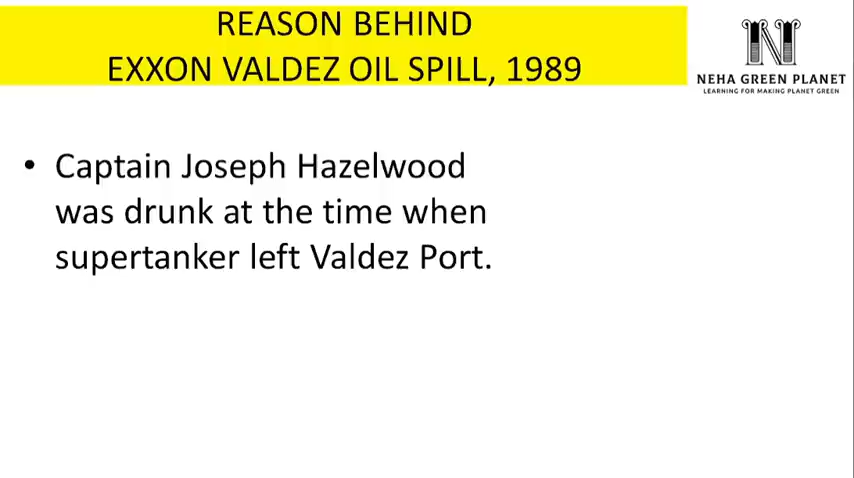 REASON BEHIND
EXXON VALDEZ OIL SPILL, 1989
NEHA GREEN PLANET
LEARNING FOR MAKING PLANET GREEN
• Captain Joseph Hazelwood
was drunk at the time when
supertanker left Valdez Port.